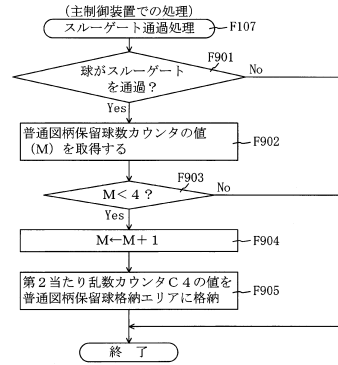 (主制御装置での処理)
スルーゲート通過処理
F107
球がスルーゲート
を通過？
F901
No
Yes
普通図柄保留球数カウンタの値
（M）を取得する
F902
M<4？
F903
No
Yes
M←M＋1
F904
第２当たり乱数カウンタＣ４の値を
普通図柄保留球格納エリアに格納
F905
終　了